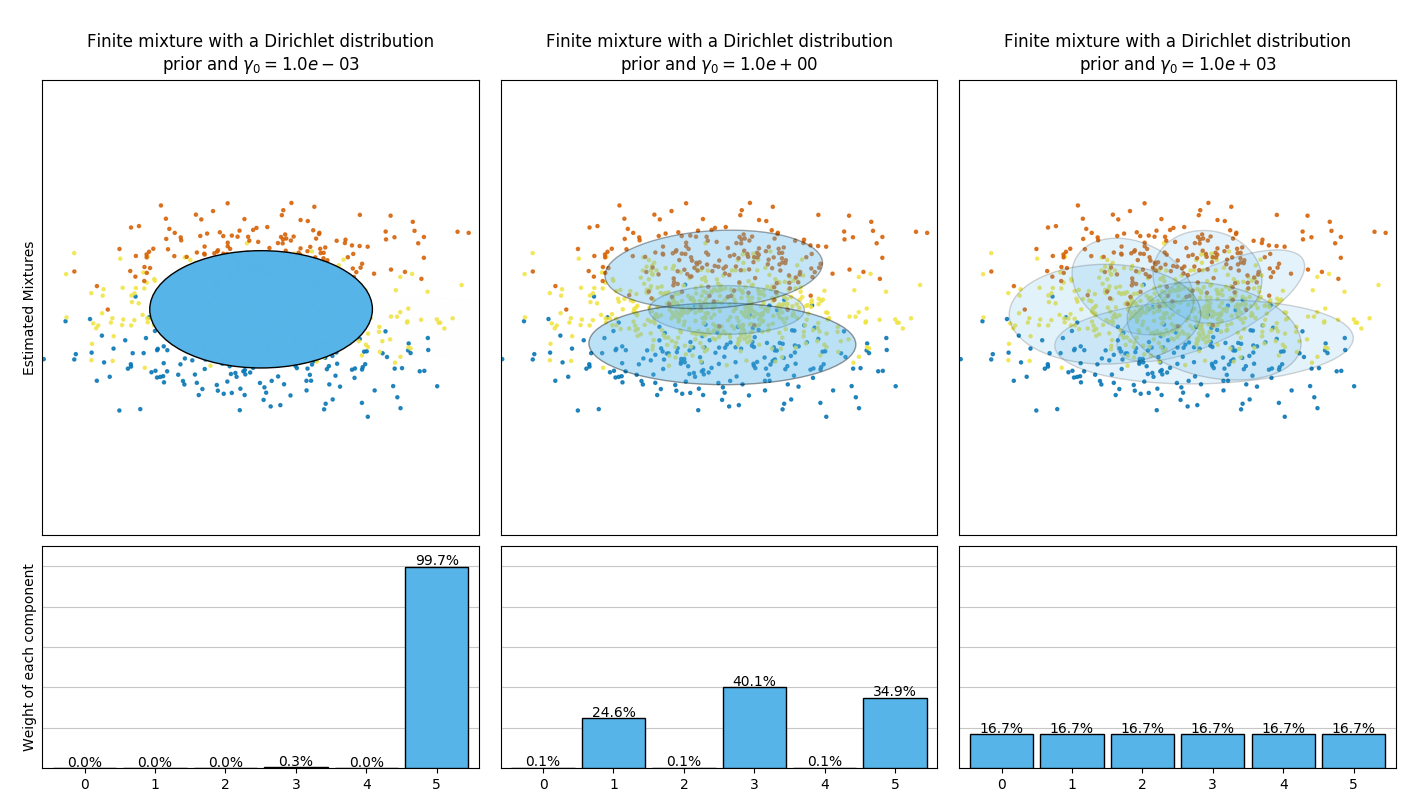 Finite mixture with a Dirichlet distribution
prior and γ₀ = 1.0e − 03
Finite mixture with a Dirichlet distribution
prior and γ₀ = 1.0e + 00
Finite mixture with a Dirichlet distribution
prior and γ₀ = 1.0e + 03
Estimated Mixtures
Weight of each component
0.0% 0.0% 0.0% 0.3% 0.0% 99.7%
0 1 2 3 4 5
0.1% 24.6% 0.1% 40.1% 0.1% 34.9%
0 1 2 3 4 5
16.7% 16.7% 16.7% 16.7% 16.7% 16.7%
0 1 2 3 4 5